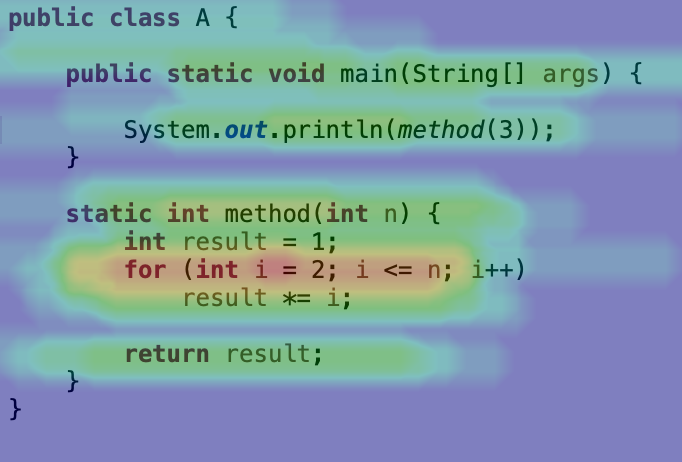 public class A {
public static void main(String[] args) {
System.out.println(method(3));
}
static int method(int n) {
int result = 1;
for (int i = 2; i <= n; i++)
result *= i;
return result;
}
}